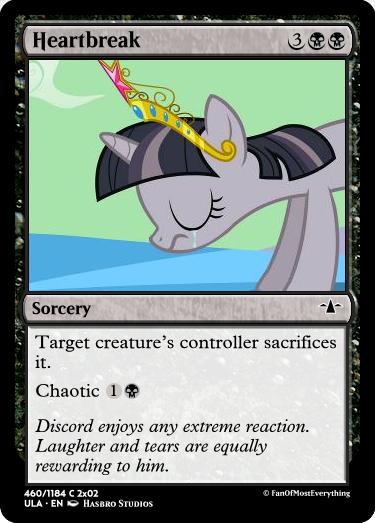 Heartbreak 3
Sorcery
Target creature's controller sacrifices
it.
Chaotic 1
Discord enjoys any extreme reaction.
Laughter and tears are equally
rewarding to him.
460/1184 C 2x02
ULA • EN Hasbro Studios
© FanOfMostEverything